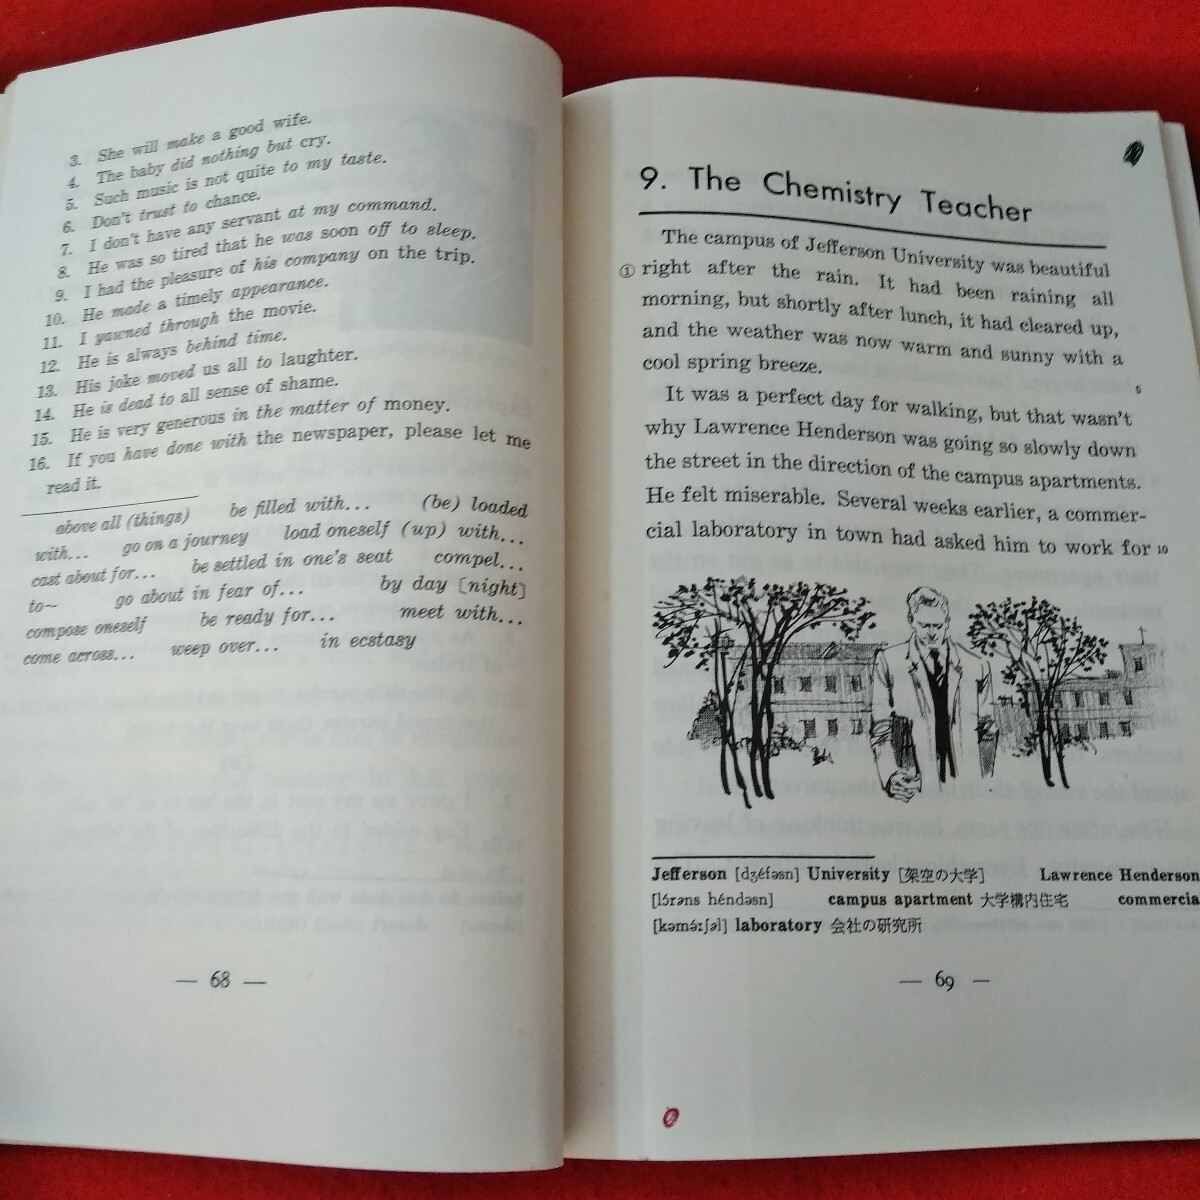 3. She will make a good wife.
4. The baby did nothing but cry.
5. Such music is not quite to my taste.
6. Don't trust to chance.
7. I don't have any servant at my command.
8. He was so tired that he was soon off to sleep.
9. I had the pleasure of his company on the trip.
10. He made a timely appearance.
11. I yawned through the movie.
12. He is always behind time.
13. His joke moved us all to laughter.
14. He is dead to all sense of shame.
15. He is very generous in the matter of money.
16. If you have done with the newspaper, please let me
read it.
above all (things) be filled with... (be) loaded
with... go on a journey load oneself (up) with...
cast about for... be settled in one's seat compel...
to~ go about in fear of... by day [night]
compose oneself be ready for... meet with...
come across... weep over... in ecstasy
— 68 —
9. The Chemistry Teacher
The campus of Jefferson University was beautiful
① right after the rain. It had been raining all
morning, but shortly after lunch, it had cleared up,
and the weather was now warm and sunny with a
cool spring breeze. 5
It was a perfect day for walking, but that wasn't
why Lawrence Henderson was going so slowly down
the street in the direction of the campus apartments.
He felt miserable. Several weeks earlier, a commer-
cial laboratory in town had asked him to work for 10
Jefferson [dʒéfəsn] University [架空の大学] Lawrence Henderson
[lɔ́rəns héndəsn] campus apartment 大学構内住宅 commercia
[kəmə́ːʃəl] laboratory 会社の研究所
— 69 —